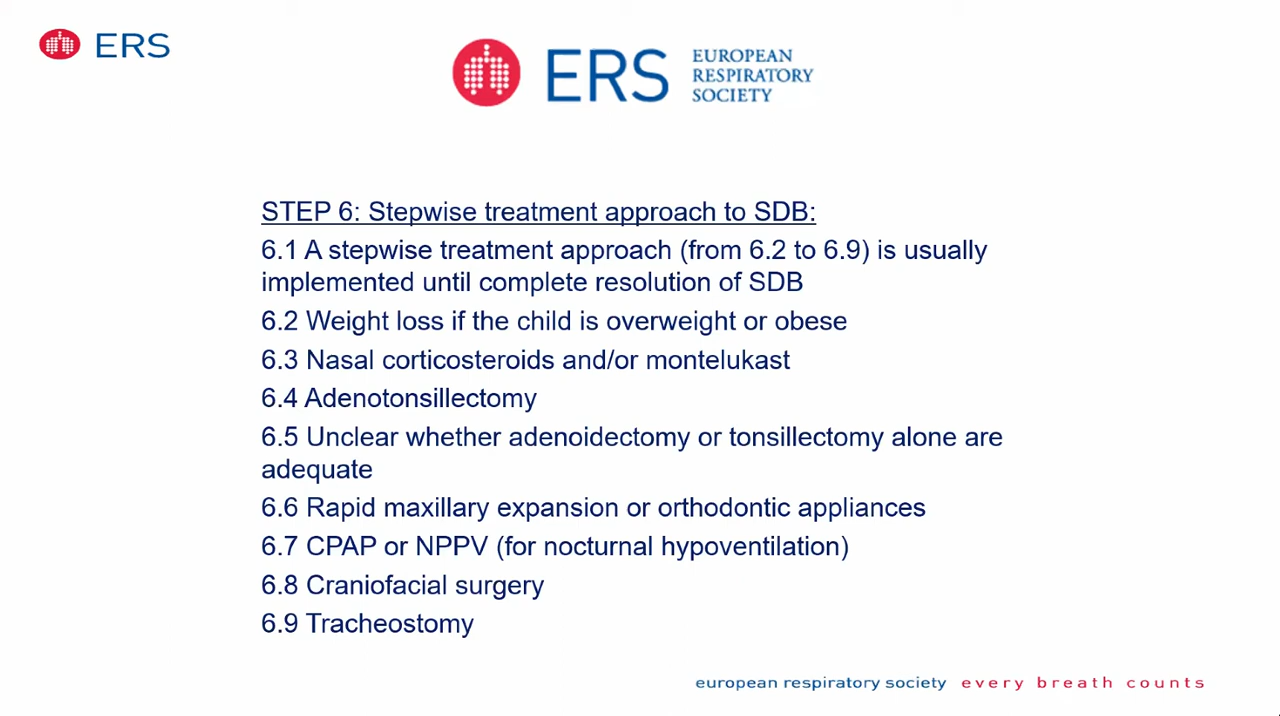 ERS
ERS
EUROPEAN
RESPIRATORY
SOCIETY
STEP 6: Stepwise treatment approach to SDB:
6.1 A stepwise treatment approach (from 6.2 to 6.9) is usually
implemented until complete resolution of SDB
6.2 Weight loss if the child is overweight or obese
6.3 Nasal corticosteroids and/or montelukast
6.4 Adenotonsillectomy
6.5 Unclear whether adenoidectomy or tonsillectomy alone are
adequate
6.6 Rapid maxillary expansion or orthodontic appliances
6.7 CPAP or NPPV (for nocturnal hypoventilation)
6.8 Craniofacial surgery
6.9 Tracheostomy
european respiratory society every breath counts